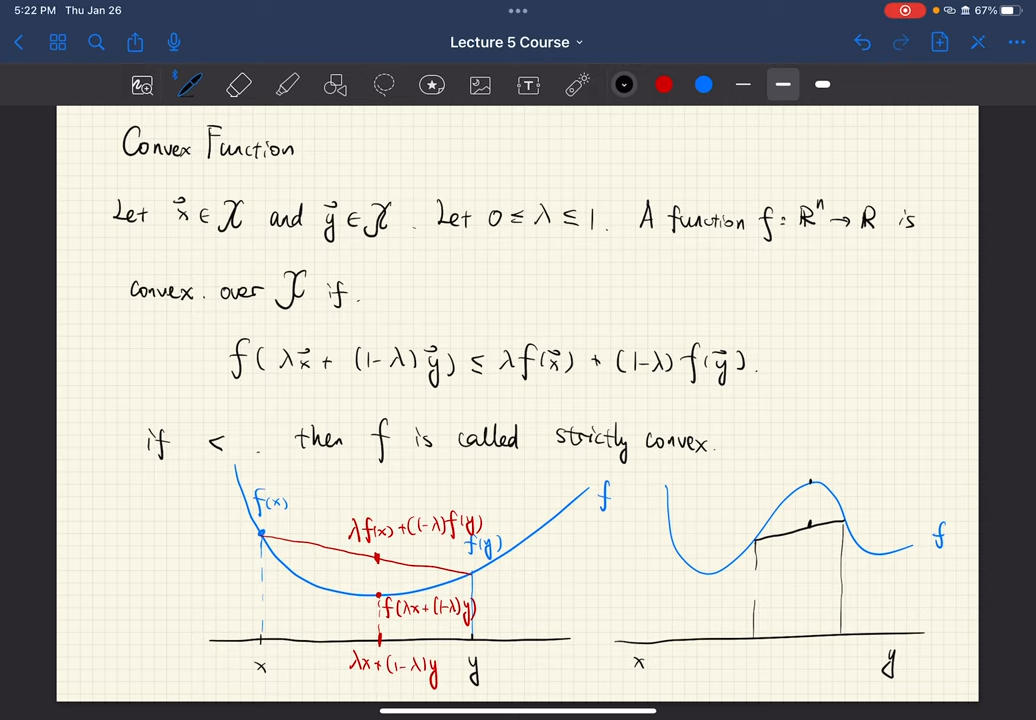 5:22 PM Thu Jan 26
67%
Lecture 5 Course
Convex Function
Let x⃗ ∈ 𝒳 and y⃗ ∈ 𝒳. Let 0 ≤ λ ≤ 1. A function f: ℝⁿ → ℝ is
convex. over 𝒳 if.
f(λx⃗ + (1-λ)y⃗) ≤ λf(x⃗) + (1-λ)f(y⃗).
if < . then f is called strictly convex.
f(x)
f
λf(x)+(1-λ)f(y)
f(y)
f(λx+(1-λ)y)
x
λx+(1-λ)y
y
f
x
y